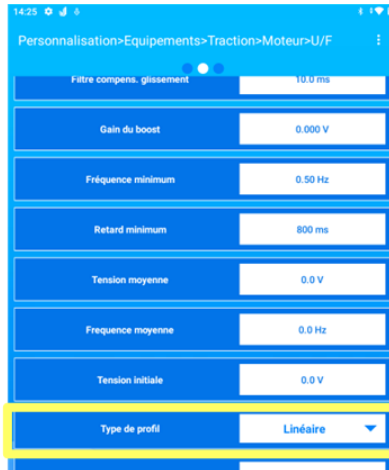 14:25
Personnalisation>Equipements>Traction>Moteur>U/F
Filtre compens. glissement 10.0 ms
Gain du boost 0.000 V
Fréquence minimum 0.50 Hz
Retard minimum 800 ms
Tension moyenne 0.0 V
Frequence moyenne 0.0 Hz
Tension initiale 0.0 V
Type de profil Linéaire